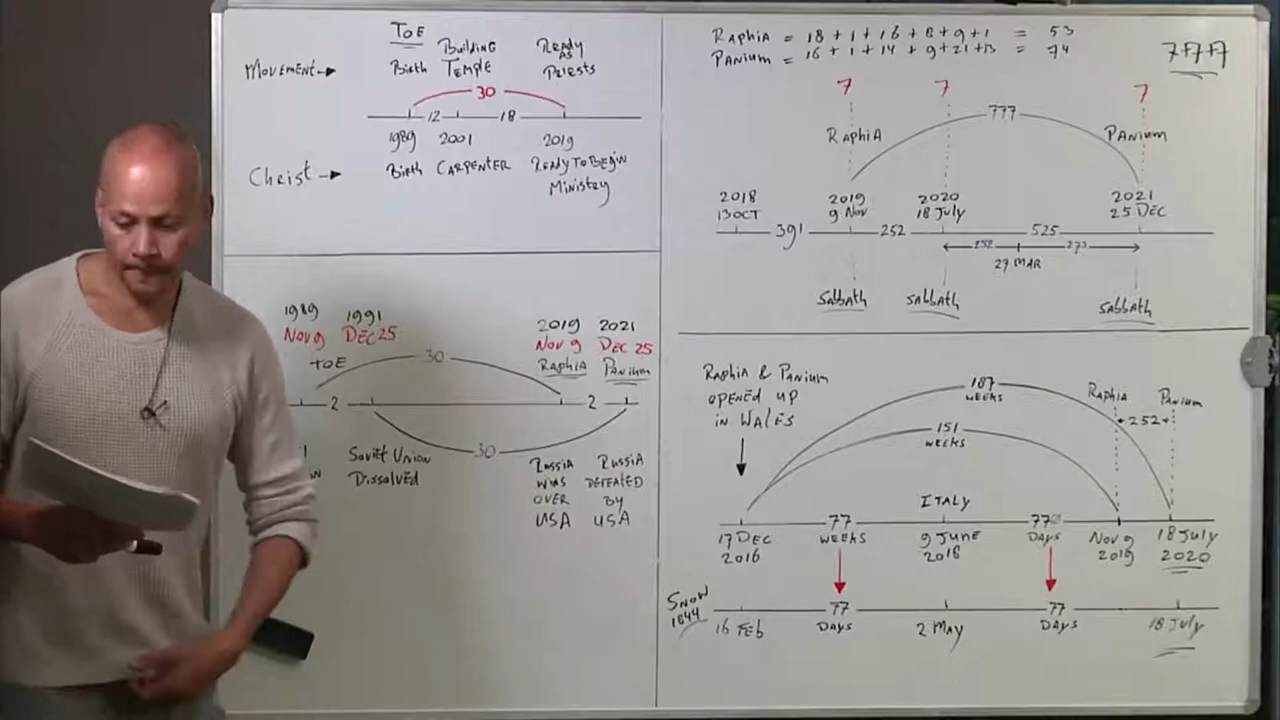 ToE
Building
Ready
As
Movement → Birth Temple Priests
30
12 18
1989 2001 2019
Christ → Birth Carpenter Ready To Begin
Ministry
Raphia = 18 + 1 + 16 + 8 + 9 + 1 = 53
Panium = 16 + 1 + 14 + 9 + 21 + 13 = 74
7+7+7
7 7 7
777
Raphia Panium
2018 2019 2020 2021
13 Oct 9 Nov 18 July 25 Dec
391 252 525
252 273
27 Mar
Sabbath Sabbath Sabbath
1989 1991
Nov 9 Dec 25
2019 2021
Nov 9 Dec 25
ToE Raphia Panium
30
2 2
30
Soviet Union
Dissolved
Russia Russia
was defeated
over by
USA USA
Raphia & Panium
opened up
in Wales
187
weeks
151
weeks
Raphia Panium
252
Italy
17 Dec 77 9 June 77 Nov 9 18 July
2016 weeks 2018 days 2019 2020
Snow
1844
77 77
16 Feb Days 2 May Days 18 July